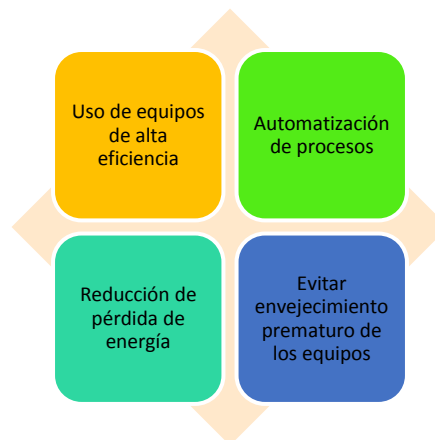 Uso de equipos
de alta
eficiencia
Automatización
de procesos
Reducción de
pérdida de
energía
Evitar
envejecimiento
prematuro de
los equipos